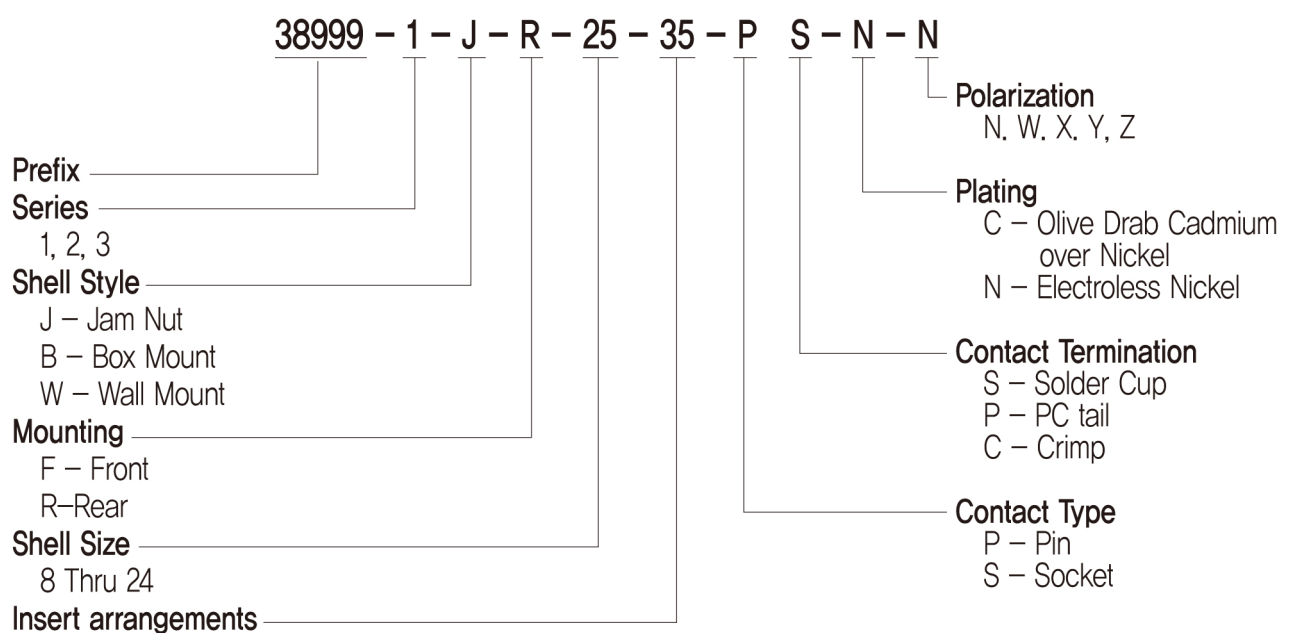 38999 – 1 – J – R – 25 – 35 – P S – N – N
Prefix
Series
1, 2, 3
Shell Style
J – Jam Nut
B – Box Mount
W – Wall Mount
Mounting
F – Front
R–Rear
Shell Size
8 Thru 24
Insert arrangements
Polarization
N. W. X. Y, Z
Plating
C – Olive Drab Cadmium
over Nickel
N – Electroless Nickel
Contact Termination
S – Solder Cup
P – PC tail
C – Crimp
Contact Type
P – Pin
S – Socket